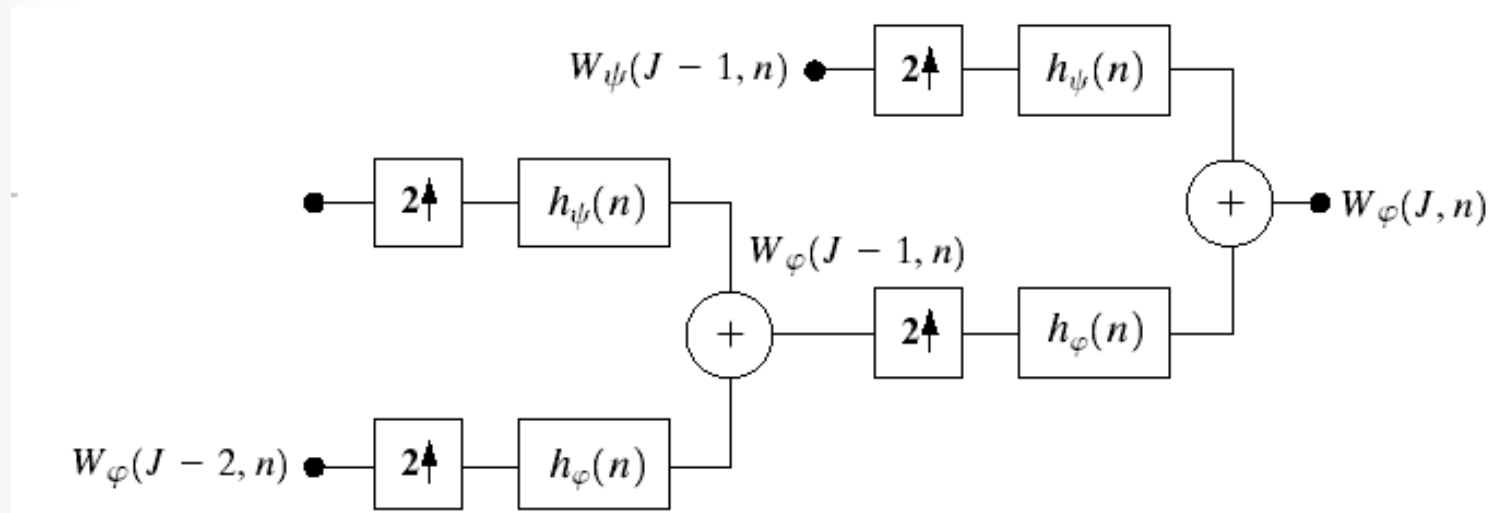 W_ψ(J − 1, n)
2↑
h_ψ(n)
2↑
h_ψ(n)
+
W_φ(J, n)
W_φ(J − 1, n)
+
2↑
h_φ(n)
W_φ(J − 2, n)
2↑
h_φ(n)